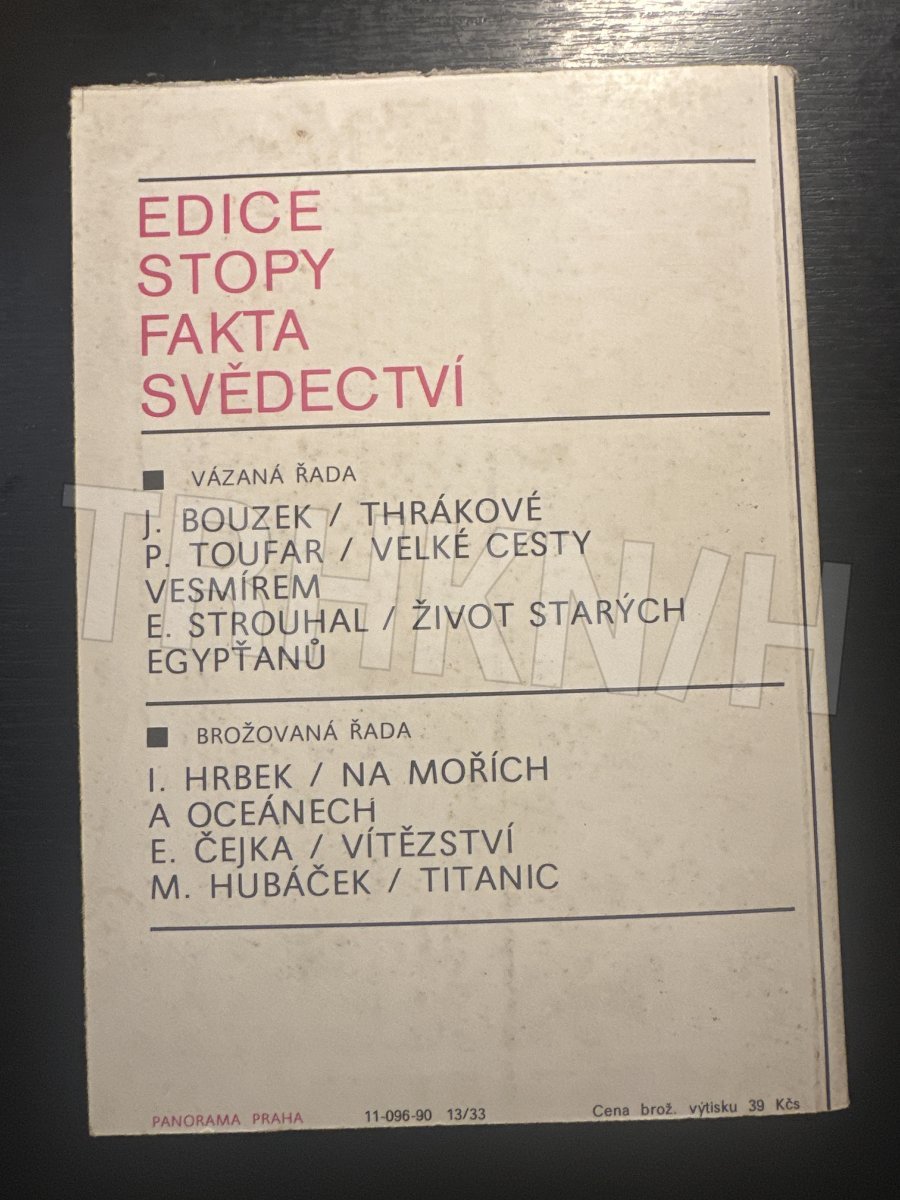 EDICE
STOPY
FAKTA
SVĚDECTVÍ
VÁZANÁ ŘADA
J. BOUZEK / THRÁKOVÉ
P. TOUFAR / VELKÉ CESTY
VESMÍREM
E. STROUHAL / ŽIVOT STARÝCH
EGYPŤANŮ
BROŽOVANÁ ŘADA
I. HRBEK / NA MOŘÍCH
A OCEÁNECH
E. ČEJKA / VÍTĚZSTVÍ
M. HUBÁČEK / TITANIC
PANORAMA PRAHA 11-096-90 13/33 Cena brož. výtisku 39 Kčs